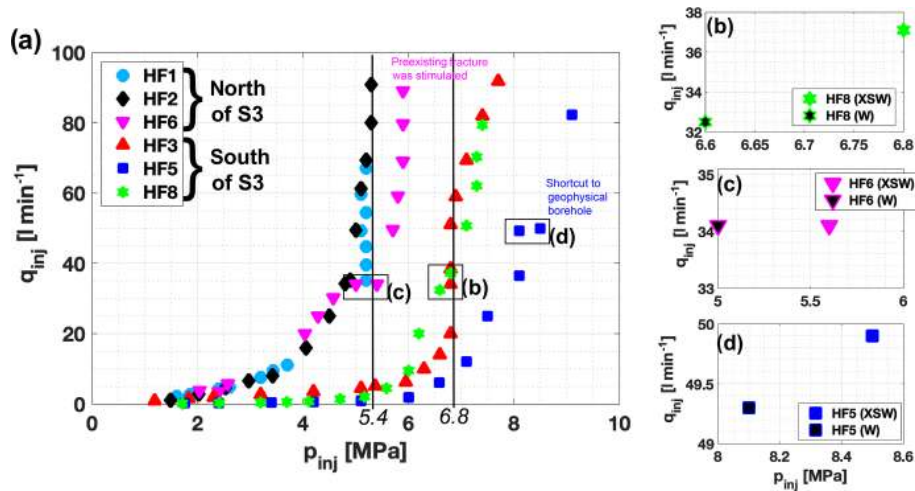 (a)
100
80
60
40
20
0
q_inj [l min⁻¹]
HF1
HF2
HF6
HF3
HF5
HF8
North
of S3
South
of S3
Preexisting fracture
was stimulated
Shortcut to
geophysical
borehole
(d)
(c)
(b)
0 2 4 5.4 6 6.8 8 10
p_inj [MPa]
(b)
38
36
34
32
q_inj [l min⁻¹]
HF8 (XSW)
HF8 (W)
6.6 6.65 6.7 6.75 6.8
(c)
35
34
33
q_inj [l min⁻¹]
HF6 (XSW)
HF6 (W)
5 5.5 6
(d)
50
49.5
49
q_inj [l min⁻¹]
HF5 (XSW)
HF5 (W)
8 8.2 8.4 8.6
p_inj [MPa]